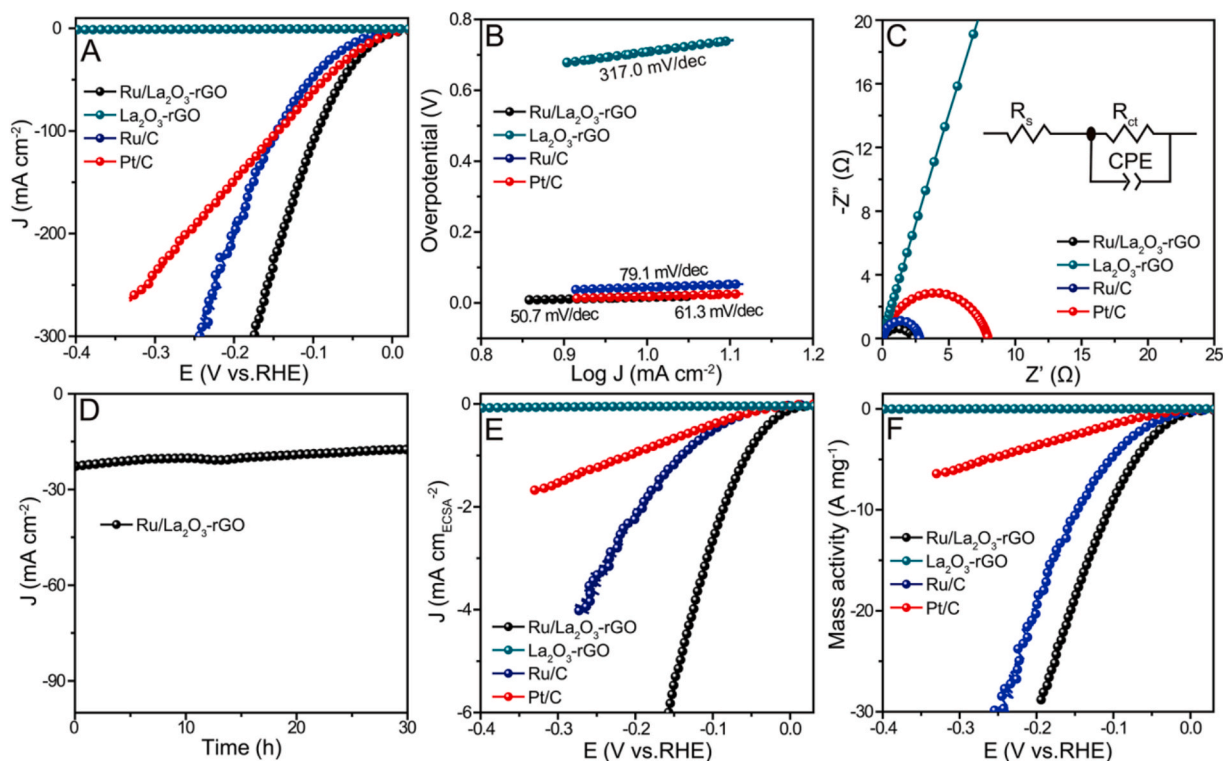 A
0
-100
-200
-300
J (mA cm⁻²)
Ru/La₂O₃-rGO
La₂O₃-rGO
Ru/C
Pt/C
-0.4 -0.3 -0.2 -0.1 0.0
E (V vs.RHE)
B
0.8
0.6
0.4
0.2
0.0
Overpotential (V)
317.0 mV/dec
Ru/La₂O₃-rGO
La₂O₃-rGO
Ru/C
Pt/C
79.1 mV/dec
50.7 mV/dec
61.3 mV/dec
0.8 0.9 1.0 1.1 1.2
Log J (mA cm⁻²)
C
20
16
12
8
4
0
-Z" (Ω)
Rₛ
R꜀ₜ
CPE
Ru/La₂O₃-rGO
La₂O₃-rGO
Ru/C
Pt/C
0 5 10 15 20 25
Z' (Ω)
D
0
-30
-60
-90
J (mA cm⁻²)
Ru/La₂O₃-rGO
0 10 20 30
Time (h)
E
0
-2
-4
-6
J (mA cm_ECSA⁻²)
Ru/La₂O₃-rGO
La₂O₃-rGO
Ru/C
Pt/C
-0.4 -0.3 -0.2 -0.1 0.0
E (V vs.RHE)
F
0
-10
-20
-30
Mass activity (A mg⁻¹)
Ru/La₂O₃-rGO
La₂O₃-rGO
Ru/C
Pt/C
-0.4 -0.3 -0.2 -0.1 0.0
E (V vs.RHE)